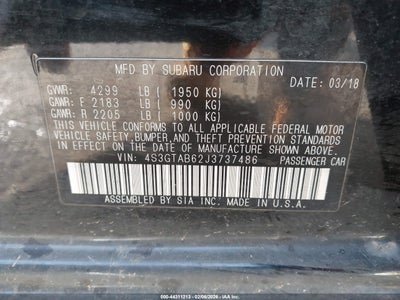 MFD BY SUBARU CORPORATION
DATE: 03/18
GVWR: 4299 LB ( 1950 KG)
GAWR: F 2183 LB ( 990 KG)
GAWR: R 2205 LB ( 1000 KG)
THIS VEHICLE CONFORMS TO ALL APPLICABLE FEDERAL MOTOR
VEHICLE SAFETY, BUMPER, AND THEFT PREVENTION STANDARDS
IN EFFECT ON THE DATE OF MANUFACTURE SHOWN ABOVE.
VIN: 4S3GTAB62J3737486 PASSENGER CAR
ASSEMBLED BY SIA INC. MADE IN U.S.A.
000-44311213 - 02/06/2026 - IAAI.COM